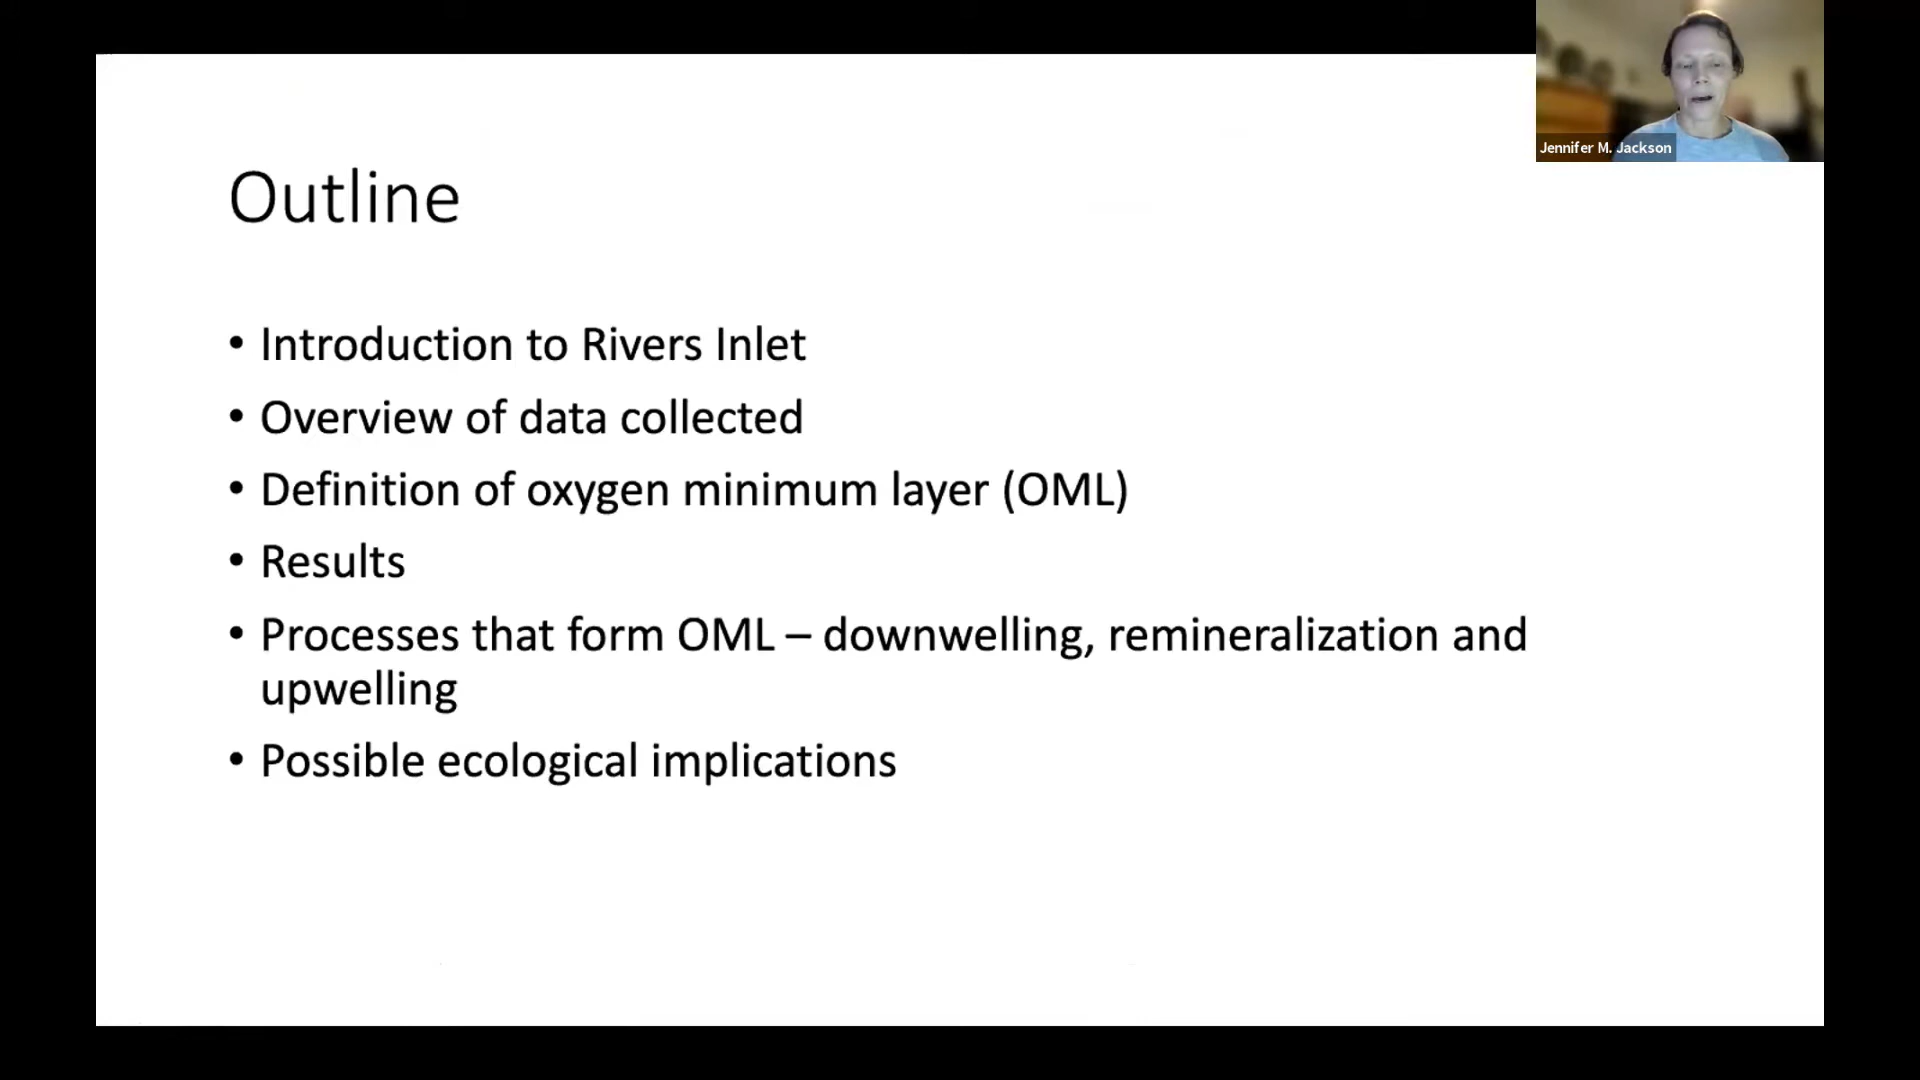 Jennifer M. Jackson
Outline
• Introduction to Rivers Inlet
• Overview of data collected
• Definition of oxygen minimum layer (OML)
• Results
• Processes that form OML – downwelling, remineralization and
upwelling
• Possible ecological implications